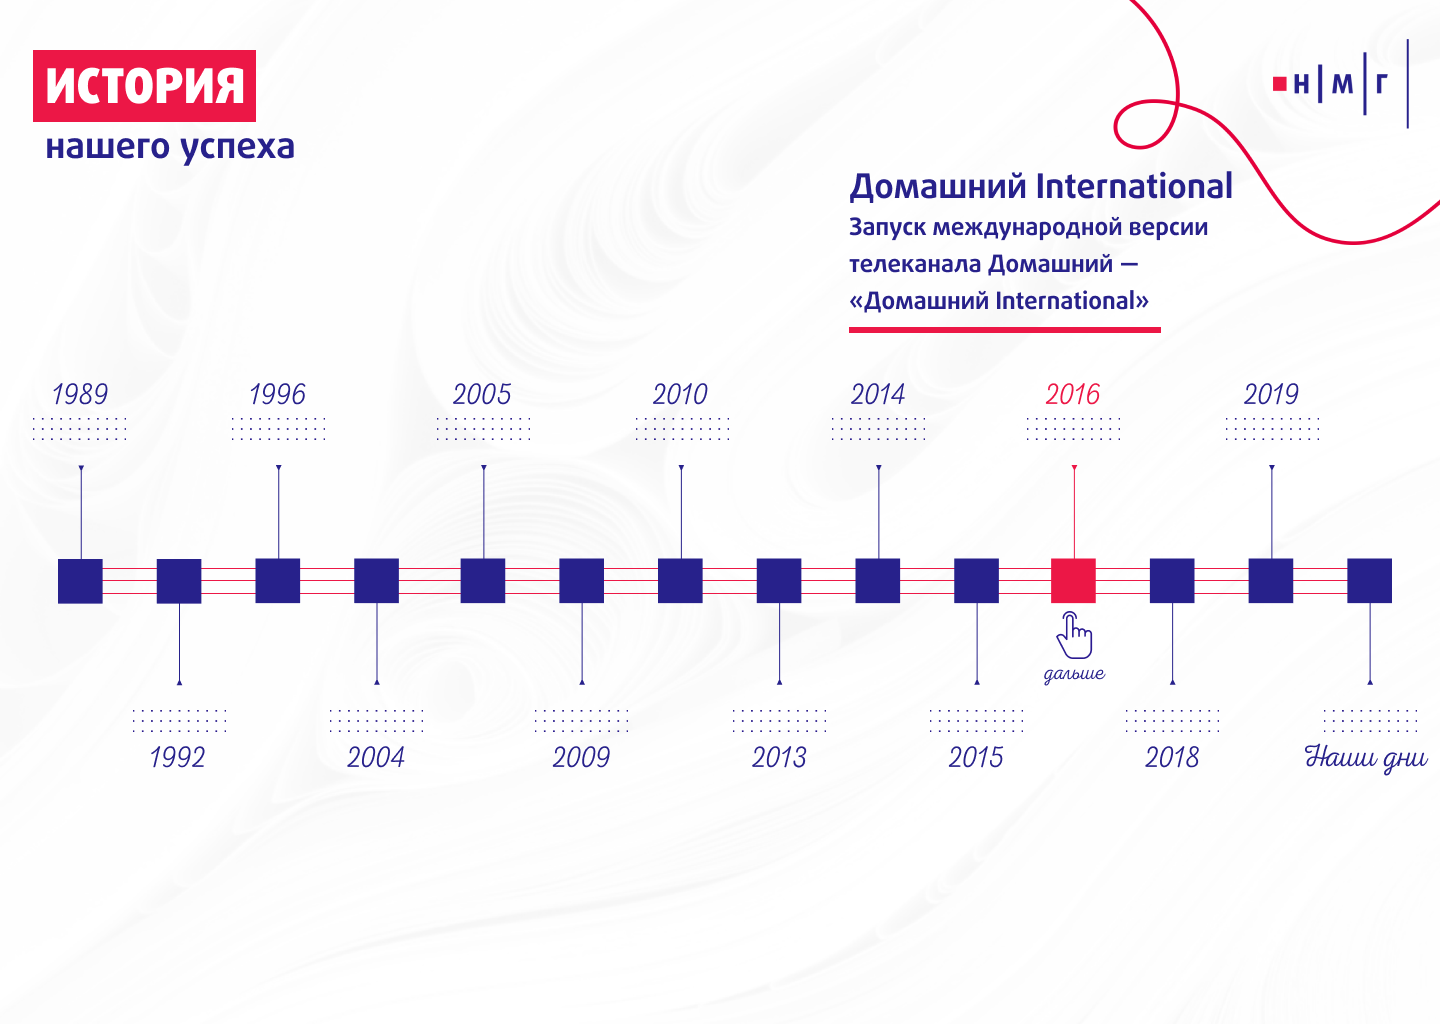 ИСТОРИЯ
нашего успеха
Н М Г
Домашний International
Запуск международной версии
телеканала Домашний —
«Домашний International»
1989 1996 2005 2010 2014 2016 2019
дальше
1992 2004 2009 2013 2015 2018 Наши дни